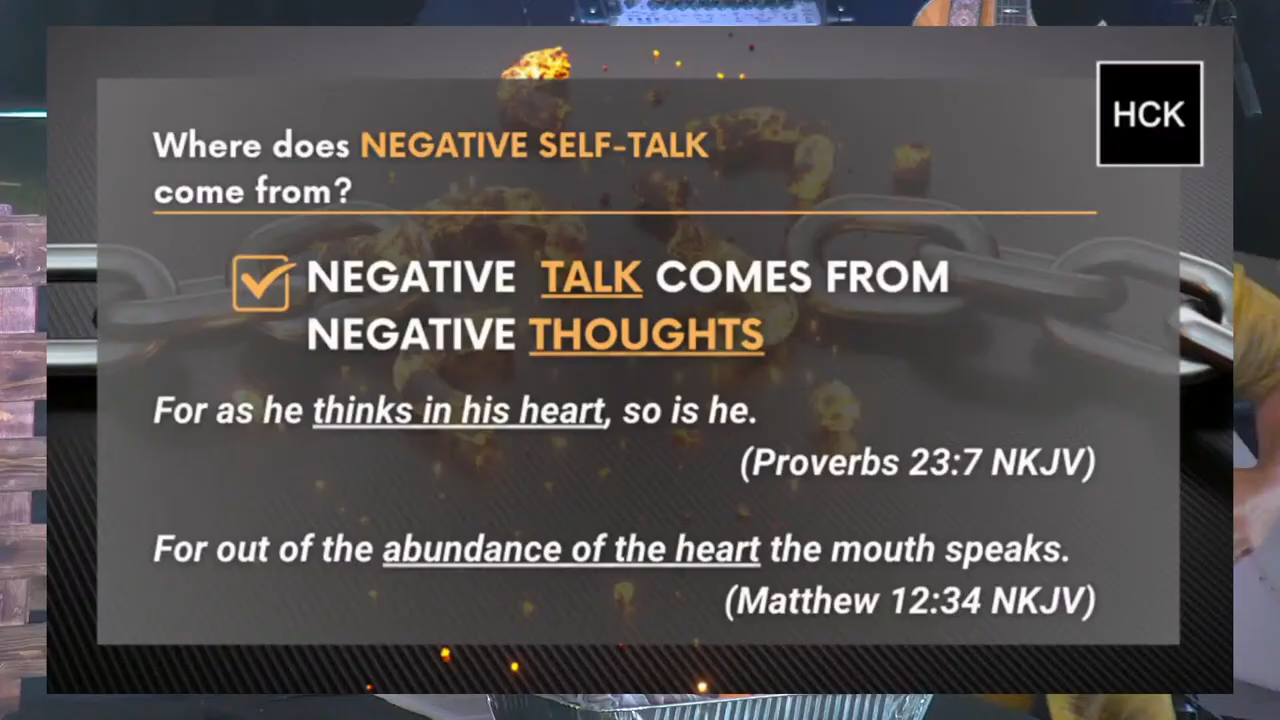 HCK
Where does NEGATIVE SELF-TALK
come from?
NEGATIVE TALK COMES FROM
NEGATIVE THOUGHTS
For as he thinks in his heart, so is he.
(Proverbs 23:7 NKJV)
For out of the abundance of the heart the mouth speaks.
(Matthew 12:34 NKJV)